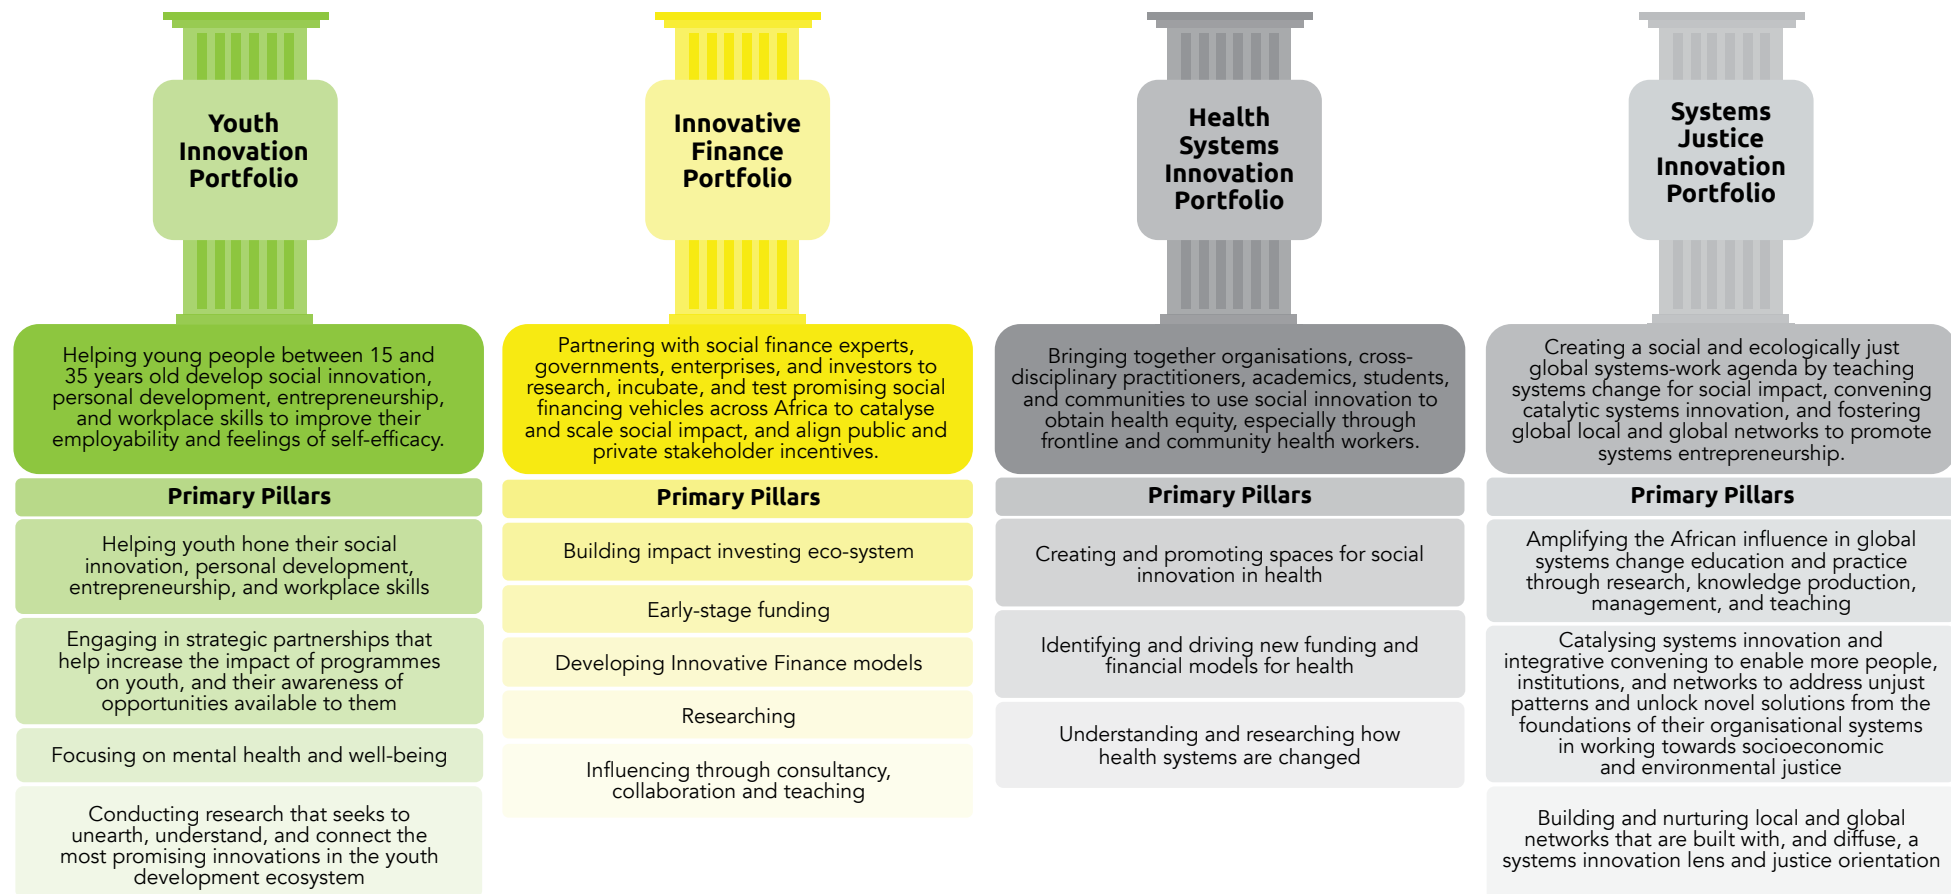 Youth
Innovation
Portfolio
Helping young people between 15 and
35 years old develop social innovation,
personal development, entrepreneurship,
and workplace skills to improve their
employability and feelings of self-efficacy.
Primary Pillars
Helping youth hone their social
innovation, personal development,
entrepreneurship, and workplace skills
Engaging in strategic partnerships that
help increase the impact of programmes
on youth, and their awareness of
opportunities available to them
Focusing on mental health and well-being
Conducting research that seeks to
unearth, understand, and connect the
most promising innovations in the youth
development ecosystem
Innovative
Finance
Portfolio
Partnering with social finance experts,
governments, enterprises, and investors to
research, incubate, and test promising social
financing vehicles across Africa to catalyse
and scale social impact, and align public and
private stakeholder incentives.
Primary Pillars
Building impact investing eco-system
Early-stage funding
Developing Innovative Finance models
Researching
Influencing through consultancy,
collaboration and teaching
Health
Systems
Innovation
Portfolio
Bringing together organisations, cross-
disciplinary practitioners, academics, students,
and communities to use social innovation to
obtain health equity, especially through
frontline and community health workers.
Primary Pillars
Creating and promoting spaces for social
innovation in health
Identifying and driving new funding and
financial models for health
Understanding and researching how
health systems are changed
Systems
Justice
Innovation
Portfolio
Creating a social and ecologically just
global systems-work agenda by teaching
systems change for social impact, convening
catalytic systems innovation, and fostering
global local and global networks to promote
systems entrepreneurship.
Primary Pillars
Amplifying the African influence in global
systems change education and practice
through research, knowledge production,
management, and teaching
Catalysing systems innovation and
integrative convening to enable more people,
institutions, and networks to address unjust
patterns and unlock novel solutions from the
foundations of their organisational systems
in working towards socioeconomic
and environmental justice
Building and nurturing local and global
networks that are built with, and diffuse, a
systems innovation lens and justice orientation